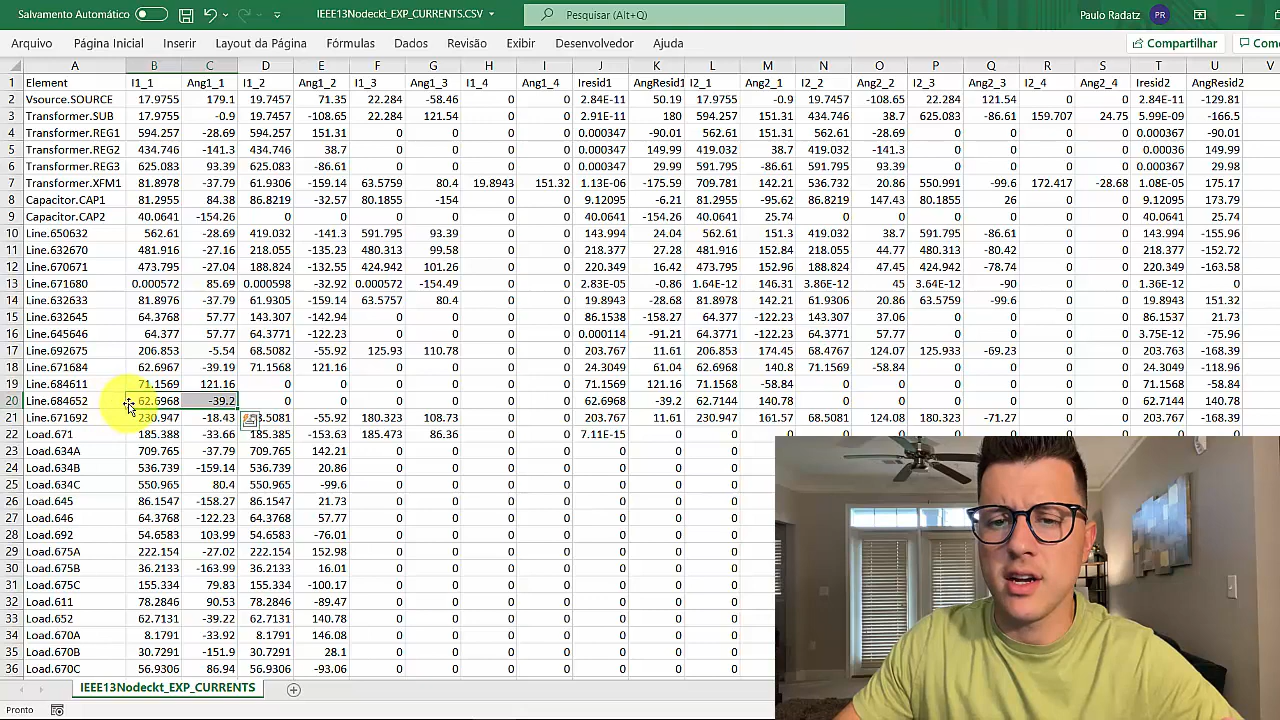 Salvamento Automático IEEE13Nodeckt_EXP_CURRENTS.CSV Pesquisar (Alt+Q) Paulo Radatz PR
Arquivo Página Inicial Inserir Layout da Página Fórmulas Dados Revisão Exibir Desenvolvedor Ajuda Compartilhar
A B C D E F G H I J K L M N O P Q R S T U V
1 Element I1_1 Ang1_1 I1_2 Ang1_2 I1_3 Ang1_3 I1_4 Ang1_4 Iresid1 AngResid1 I2_1 Ang2_1 I2_2 Ang2_2 I2_3 Ang2_3 I2_4 Ang2_4 Iresid2 AngResid2
2 Vsource.SOURCE 17.9755 179.1 19.7457 71.35 22.284 -58.46 0 0 2.84E-11 50.19 17.9755 -0.9 19.7457 -108.65 22.284 121.54 0 0 2.84E-11 -129.81
3 Transformer.SUB 17.9755 -0.9 19.7457 -108.65 22.284 121.54 0 0 2.91E-11 180 594.257 151.31 434.746 38.7 625.083 -86.61 159.707 24.75 5.99E-09 -166.5
4 Transformer.REG1 594.257 -28.69 594.257 151.31 0 0 0 0 0.000347 -90.01 562.61 151.31 562.61 -28.69 0 0 0 0 0.000367 -90.01
5 Transformer.REG2 434.746 -141.3 434.746 38.7 0 0 0 0 0.000347 149.99 419.032 38.7 419.032 -141.3 0 0 0 0 0.00036 149.99
6 Transformer.REG3 625.083 93.39 625.083 -86.61 0 0 0 0 0.000347 29.99 591.795 -86.61 591.795 93.39 0 0 0 0 0.000366 29.98
7 Transformer.XFM1 81.8978 -37.79 61.9306 -159.14 63.5759 80.4 19.8943 151.32 1.13E-06 -175.59 709.781 142.21 536.732 20.86 550.991 -99.6 172.417 -28.68 1.08E-05 175.17
8 Capacitor.CAP1 81.2955 84.38 86.8219 -32.57 80.1855 -154 0 0 9.12095 -6.21 81.2955 -95.62 86.8219 147.43 80.1855 26 0 0 9.12095 173.79
9 Capacitor.CAP2 40.0641 -154.26 0 0 0 0 0 0 40.0641 -154.26 40.0641 25.74 0 0 0 0 0 0 40.0641 25.74
10 Line.650632 562.61 -28.69 419.032 -141.3 591.795 93.39 0 0 143.994 24.04 562.61 151.3 419.032 38.7 591.795 -86.61 0 0 143.994 -155.96
11 Line.632670 481.916 -27.16 218.055 -135.23 480.313 99.58 0 0 218.377 27.28 481.916 152.84 218.055 44.77 480.313 -80.42 0 0 218.377 -152.72
12 Line.670671 473.795 -27.04 188.824 -132.55 424.942 101.26 0 0 220.349 16.42 473.795 152.96 188.824 47.45 424.942 -78.74 0 0 220.349 -163.58
13 Line.671680 0.000572 85.69 0.000598 -32.92 0.000572 -154.49 0 0 2.83E-05 -0.86 1.64E-12 146.31 3.86E-12 45 3.64E-12 -90 0 0 1.36E-12 0
14 Line.632633 81.8976 -37.79 61.9305 -159.14 63.5757 80.4 0 0 19.8943 -28.68 81.8978 142.21 61.9306 20.86 63.5759 -99.6 0 0 19.8943 151.32
15 Line.632645 64.3768 57.77 143.307 -142.94 0 0 0 0 86.1538 -158.27 64.377 -122.23 143.307 37.06 0 0 0 0 86.1537 21.73
16 Line.645646 64.377 57.77 64.3771 -122.23 0 0 0 0 0.000114 -91.21 64.3771 -122.23 64.3771 57.77 0 0 0 0 3.75E-12 -75.96
17 Line.692675 206.853 -5.54 68.5082 -55.92 125.93 110.78 0 0 203.767 11.61 206.853 174.45 68.4767 124.07 125.933 -69.23 0 0 203.767 -168.39
18 Line.671684 62.6967 -39.19 71.1568 121.16 0 0 0 0 22.9743 62.6968 140.8 71.1569 -58.84 0 0 0 0
19 Line.684611 71.1569 121.16 0 0 0 0 0 0 71.1569 121.16 71.1569 -58.84 0 0 0 0 0 0 71.1569 -58.84
20 Line.684652 62.6968 -39.2 0 0 0 0 0 0 62.6968 -39.2 62.7144 140.78 0 0 0 0 0 0 62.7144 140.78
21 Line.671692 230.947 -18.43 .5081 -55.92 180.323 108.73 0 0 203.767 11.61 230.947 161.57 68.5081 124.08 180.323 -71.27 0 0 203.767 -168.39
22 Load.671 185.388 -33.66 185.385 -153.63 185.473 86.36 0 0 7.11E-15 0 0 0 0 0 0 0 0 0 0 0
23 Load.634A 709.765 -37.79 709.765 142.21 0 0 0 0 0
24 Load.634B 536.739 -159.14 536.739 20.86 0 0 0 0 0
25 Load.634C 550.965 80.4 550.965 -99.6 0 0 0 0 0
26 Load.645 86.1547 -158.27 86.1547 21.73 0 0 0 0 0
27 Load.646 64.3768 -122.23 64.3768 57.77 0 0 0 0 0
28 Load.692 54.6583 103.99 54.6583 -76.01 0 0 0 0 0
29 Load.675A 222.154 -27.02 222.154 152.98 0 0 0 0 0
30 Load.675B 36.2133 -163.99 36.2133 16.01 0 0 0 0 0
31 Load.675C 155.334 79.83 155.334 -100.17 0 0 0 0 0
32 Load.611 78.2846 90.53 78.2846 -89.47 0 0 0 0 0
33 Load.652 62.7131 -39.22 62.7131 140.78 0 0 0 0 0
34 Load.670A 8.1791 -33.92 8.1791 146.08 0 0 0 0 0
35 Load.670B 30.7291 -151.9 30.7291 28.1 0 0 0 0 0
36 Load.670C 56.9306 86.94 56.9306 -93.06 0 0 0 0 0
IEEE13Nodeckt_EXP_CURRENTS
Pronto